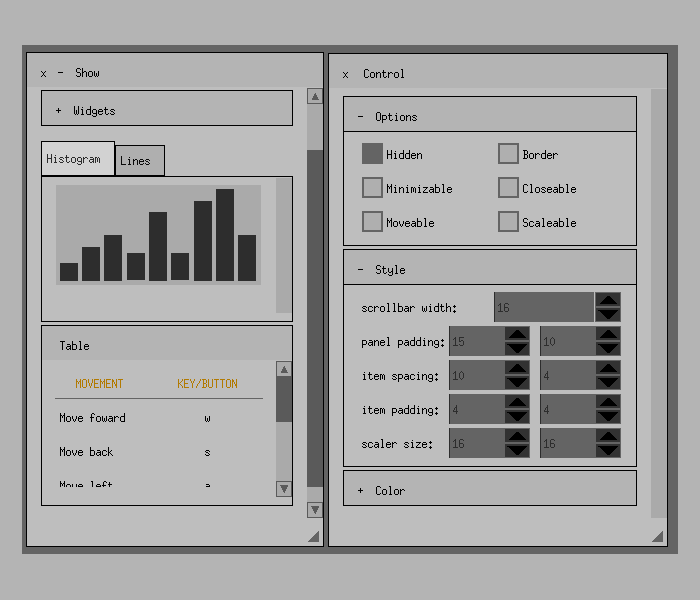 x - Show
+ Widgets
Histogram Lines
Table
MOVEMENT KEY/BUTTON
Move foward w
Move back s
Move left a
x Control
- Options
Hidden Border
Minimizable Closeable
Moveable Scaleable
- Style
scrollbar width: 16
panel padding: 15 10
item spacing: 10 4
item padding: 4 4
scaler size: 16 16
+ Color